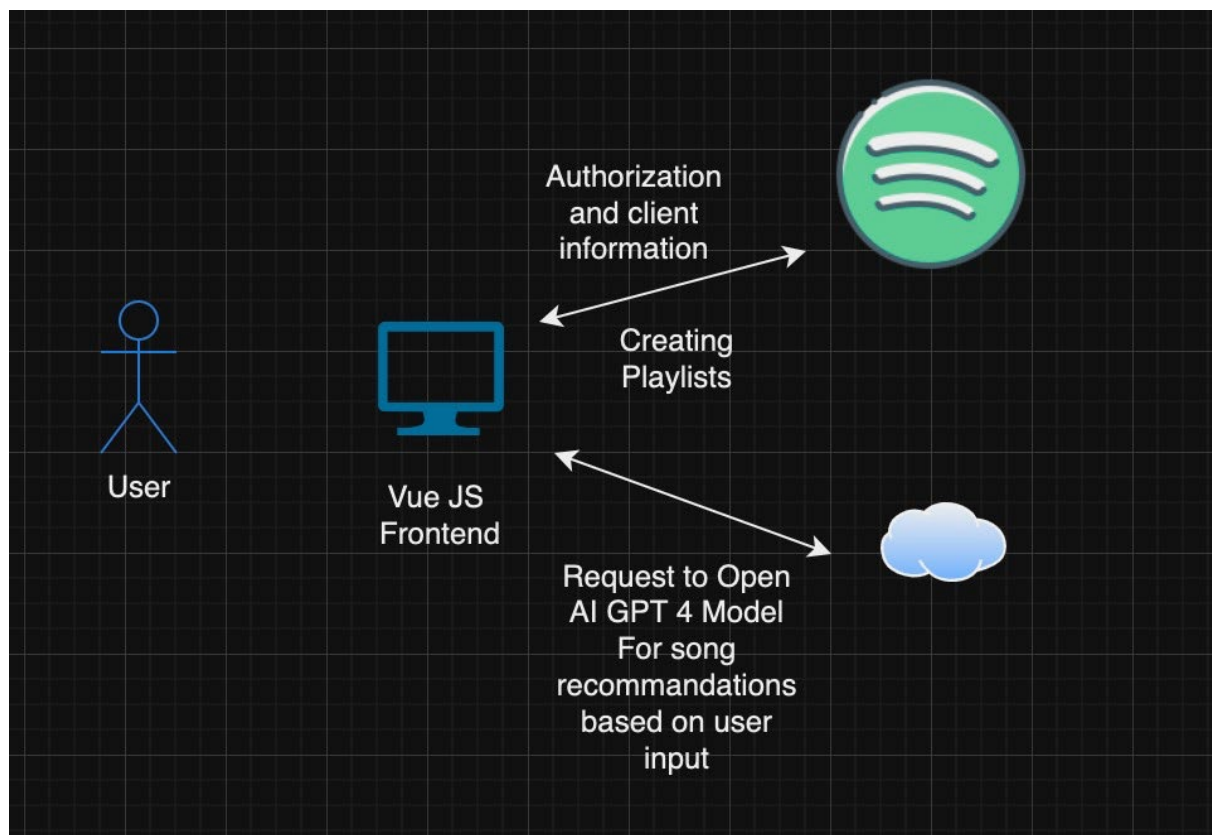 Authorization
and client
information
Creating
Playlists
User
Vue JS
Frontend
Request to Open
AI GPT 4 Model
For song
recommandations
based on user
input